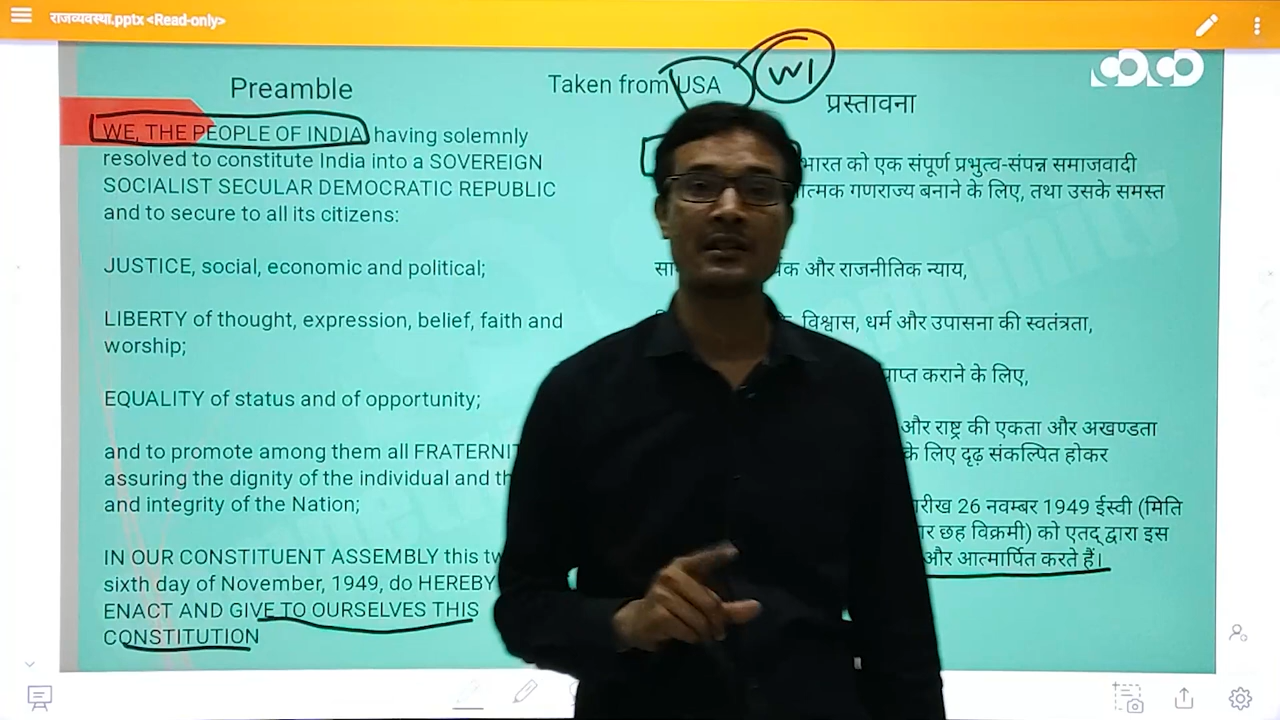 राजव्यवस्था.pptx <Read-only>
Preamble
Taken from USA
W1
प्रस्तावना
WE, THE PEOPLE OF INDIA having solemnly
resolved to constitute India into a SOVEREIGN
SOCIALIST SECULAR DEMOCRATIC REPUBLIC
and to secure to all its citizens:
JUSTICE, social, economic and political;
LIBERTY of thought, expression, belief, faith and
worship;
EQUALITY of status and of opportunity;
and to promote among them all
assuring the dignity of the individual and
and integrity of the Nation;
IN OUR CONSTITUENT ASSEMBLY this
sixth day of November, 1949, do HEREBY
ENACT AND GIVE TO OURSELVES THIS
CONSTITUTION
भारत को एक संपूर्ण प्रभुत्व-संपन्न समाजवादी
गणराज्य बनाने के लिए, तथा उसके समस्त
और राजनीतिक न्याय,
विश्वास, धर्म और उपासना की स्वतंत्रता,
प्राप्त कराने के लिए,
और राष्ट्र की एकता और अखण्डता
के लिए दृढ़ संकल्पित होकर
26 नवम्बर 1949 ईस्वी (मिति
छह विक्रमी) को एतद् द्वारा इस
और आत्मार्पित करते हैं।